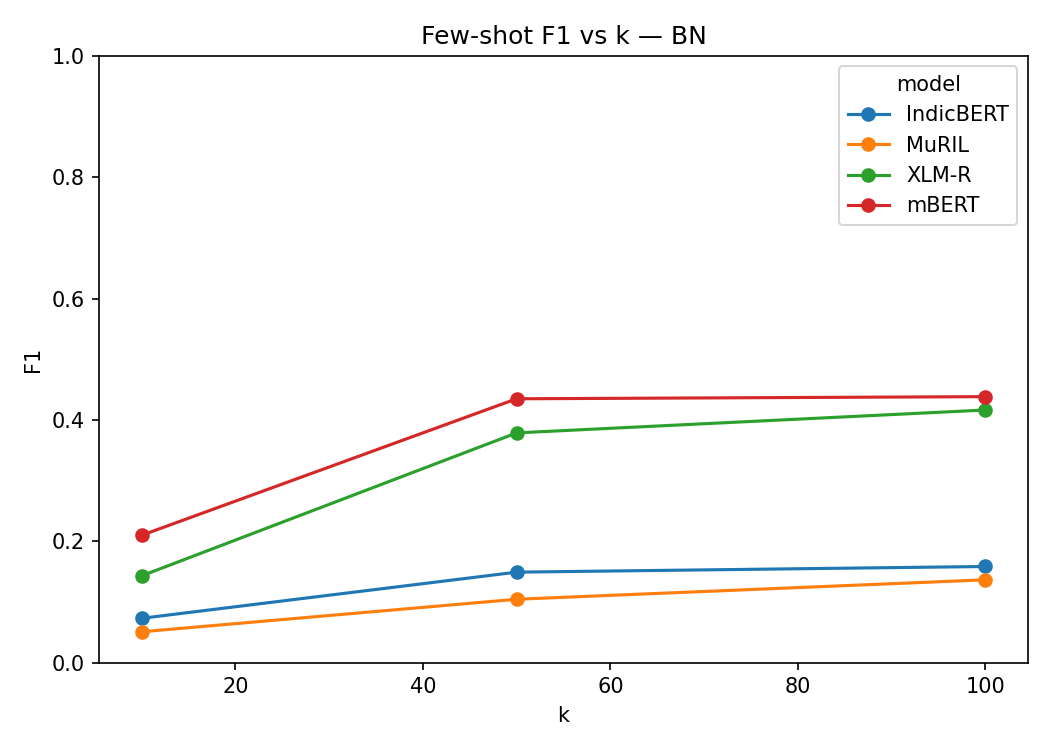 Few-shot F1 vs k — BN
model
IndicBERT
MuRIL
XLM-R
mBERT
F1
1.0
0.8
0.6
0.4
0.2
0.0
20 40 60 80 100
k